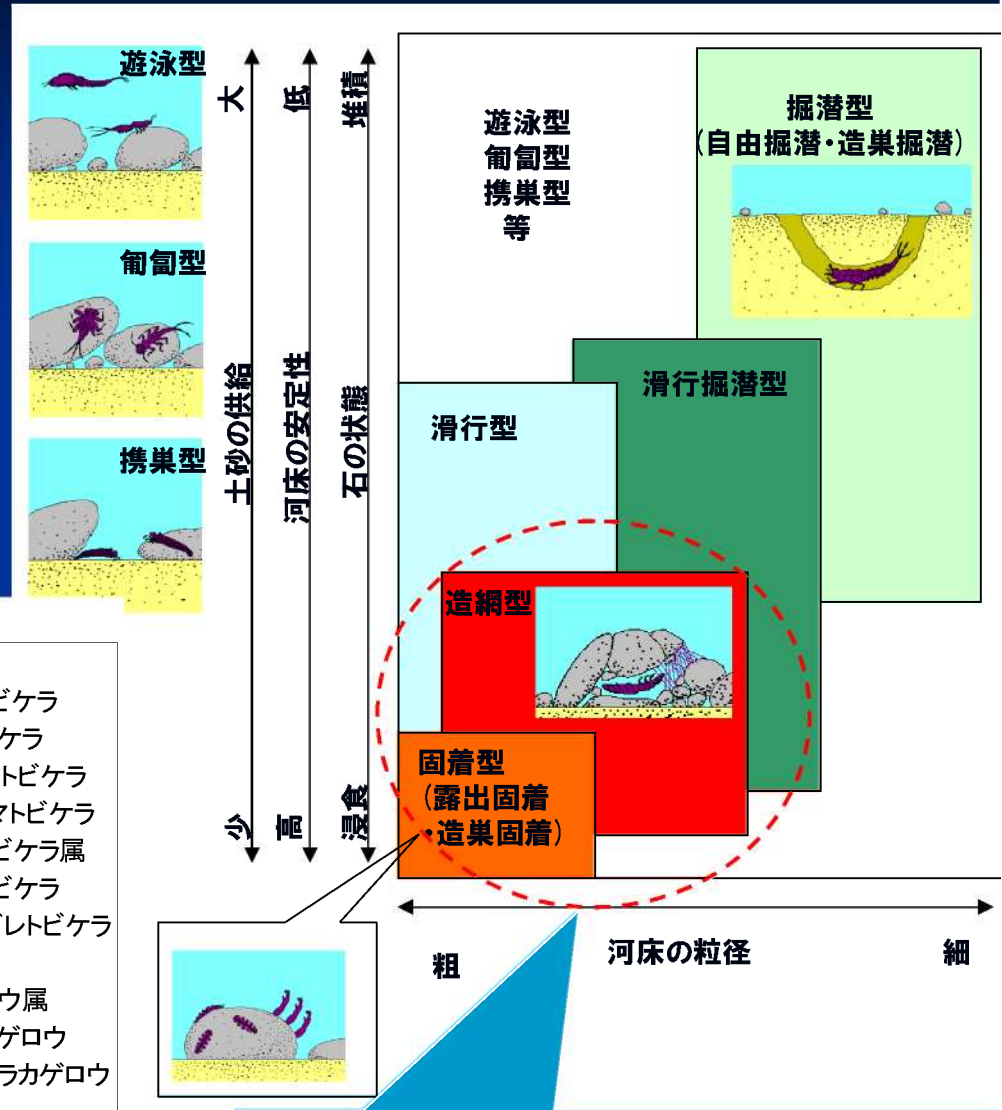 遊泳型
葡匐型
携巣型
大
土砂の供給
少
低
河床の安定性
高
堆積
石の状態
浸食
遊泳型
葡匐型
携巣型
等
掘潜型
(自由掘潜・造巣掘潜)
滑行型
滑行掘潜型
造網型
固着型
(露出固着
・造巣固着)
粗
河床の粒径
細
ビケラ
ケラ
トビケラ
マトビケラ
ビケラ属
ビケラ
ゲレトビケラ
ウ属
ゲロウ
ラカゲロウ